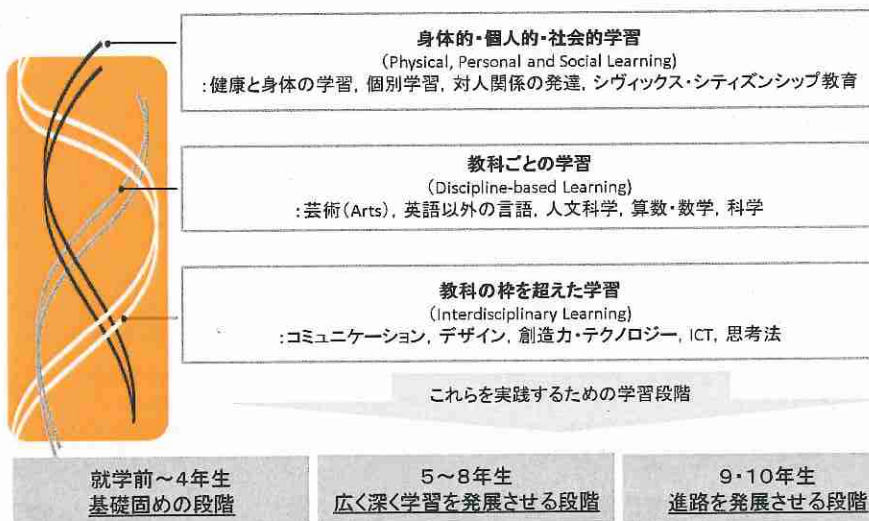 身体的・個人的・社会的学習
(Physical, Personal and Social Learning)
:健康と身体の学習, 個別学習, 対人関係の発達, シヴィックス・シティズンシップ教育
教科ごとの学習
(Discipline-based Learning)
:芸術(Arts), 英語以外の言語, 人文科学, 算数・数学, 科学
教科の枠を超えた学習
(Interdisciplinary Learning)
:コミュニケーション, デザイン, 創造力・テクノロジー, ICT, 思考法
これらを実践するための学習段階
就学前～4年生
基礎固めの段階
5～8年生
広く深く学習を発展させる段階
9・10年生
進路を発展させる段階